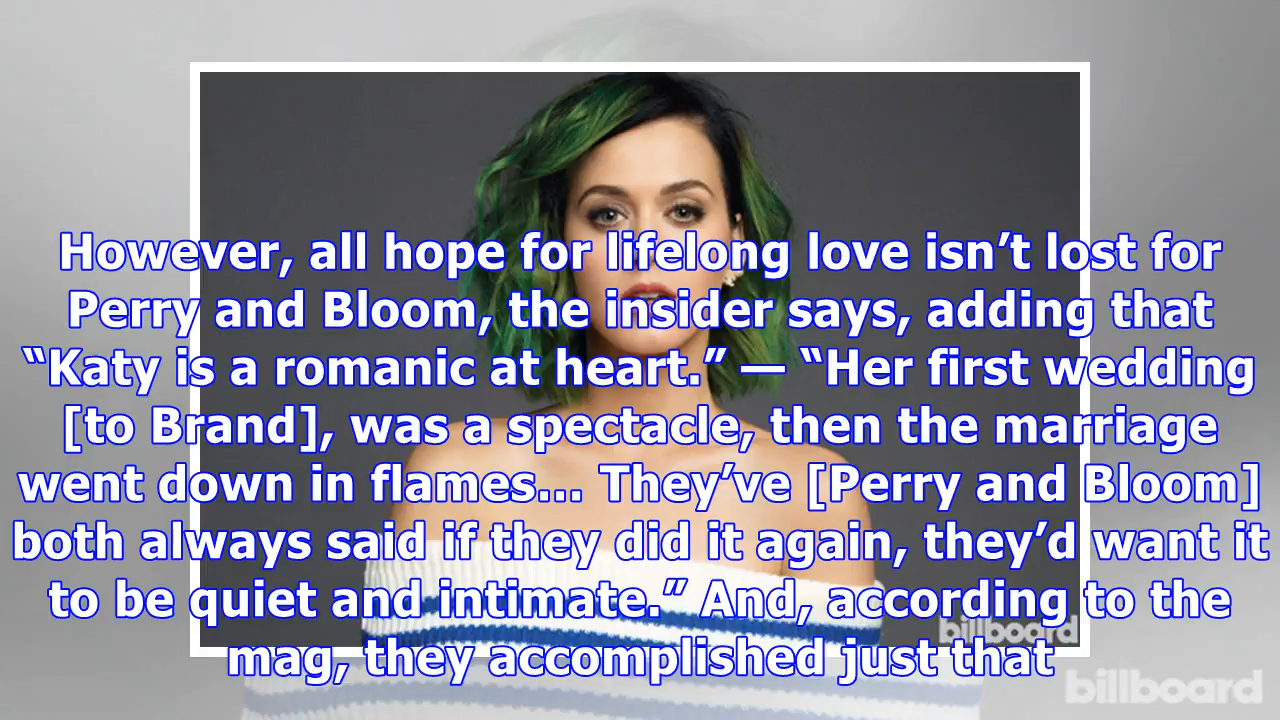 However, all hope for lifelong love isn’t lost for
Perry and Bloom, the insider says, adding that
“Katy is a romanic at heart.” — “Her first wedding
[to Brand], was a spectacle, then the marriage
went down in flames... They’ve [Perry and Bloom]
both always said if they did it again, they’d want it
to be quiet and intimate.” And, according to the
mag, they accomplished just that
billboard
billboard